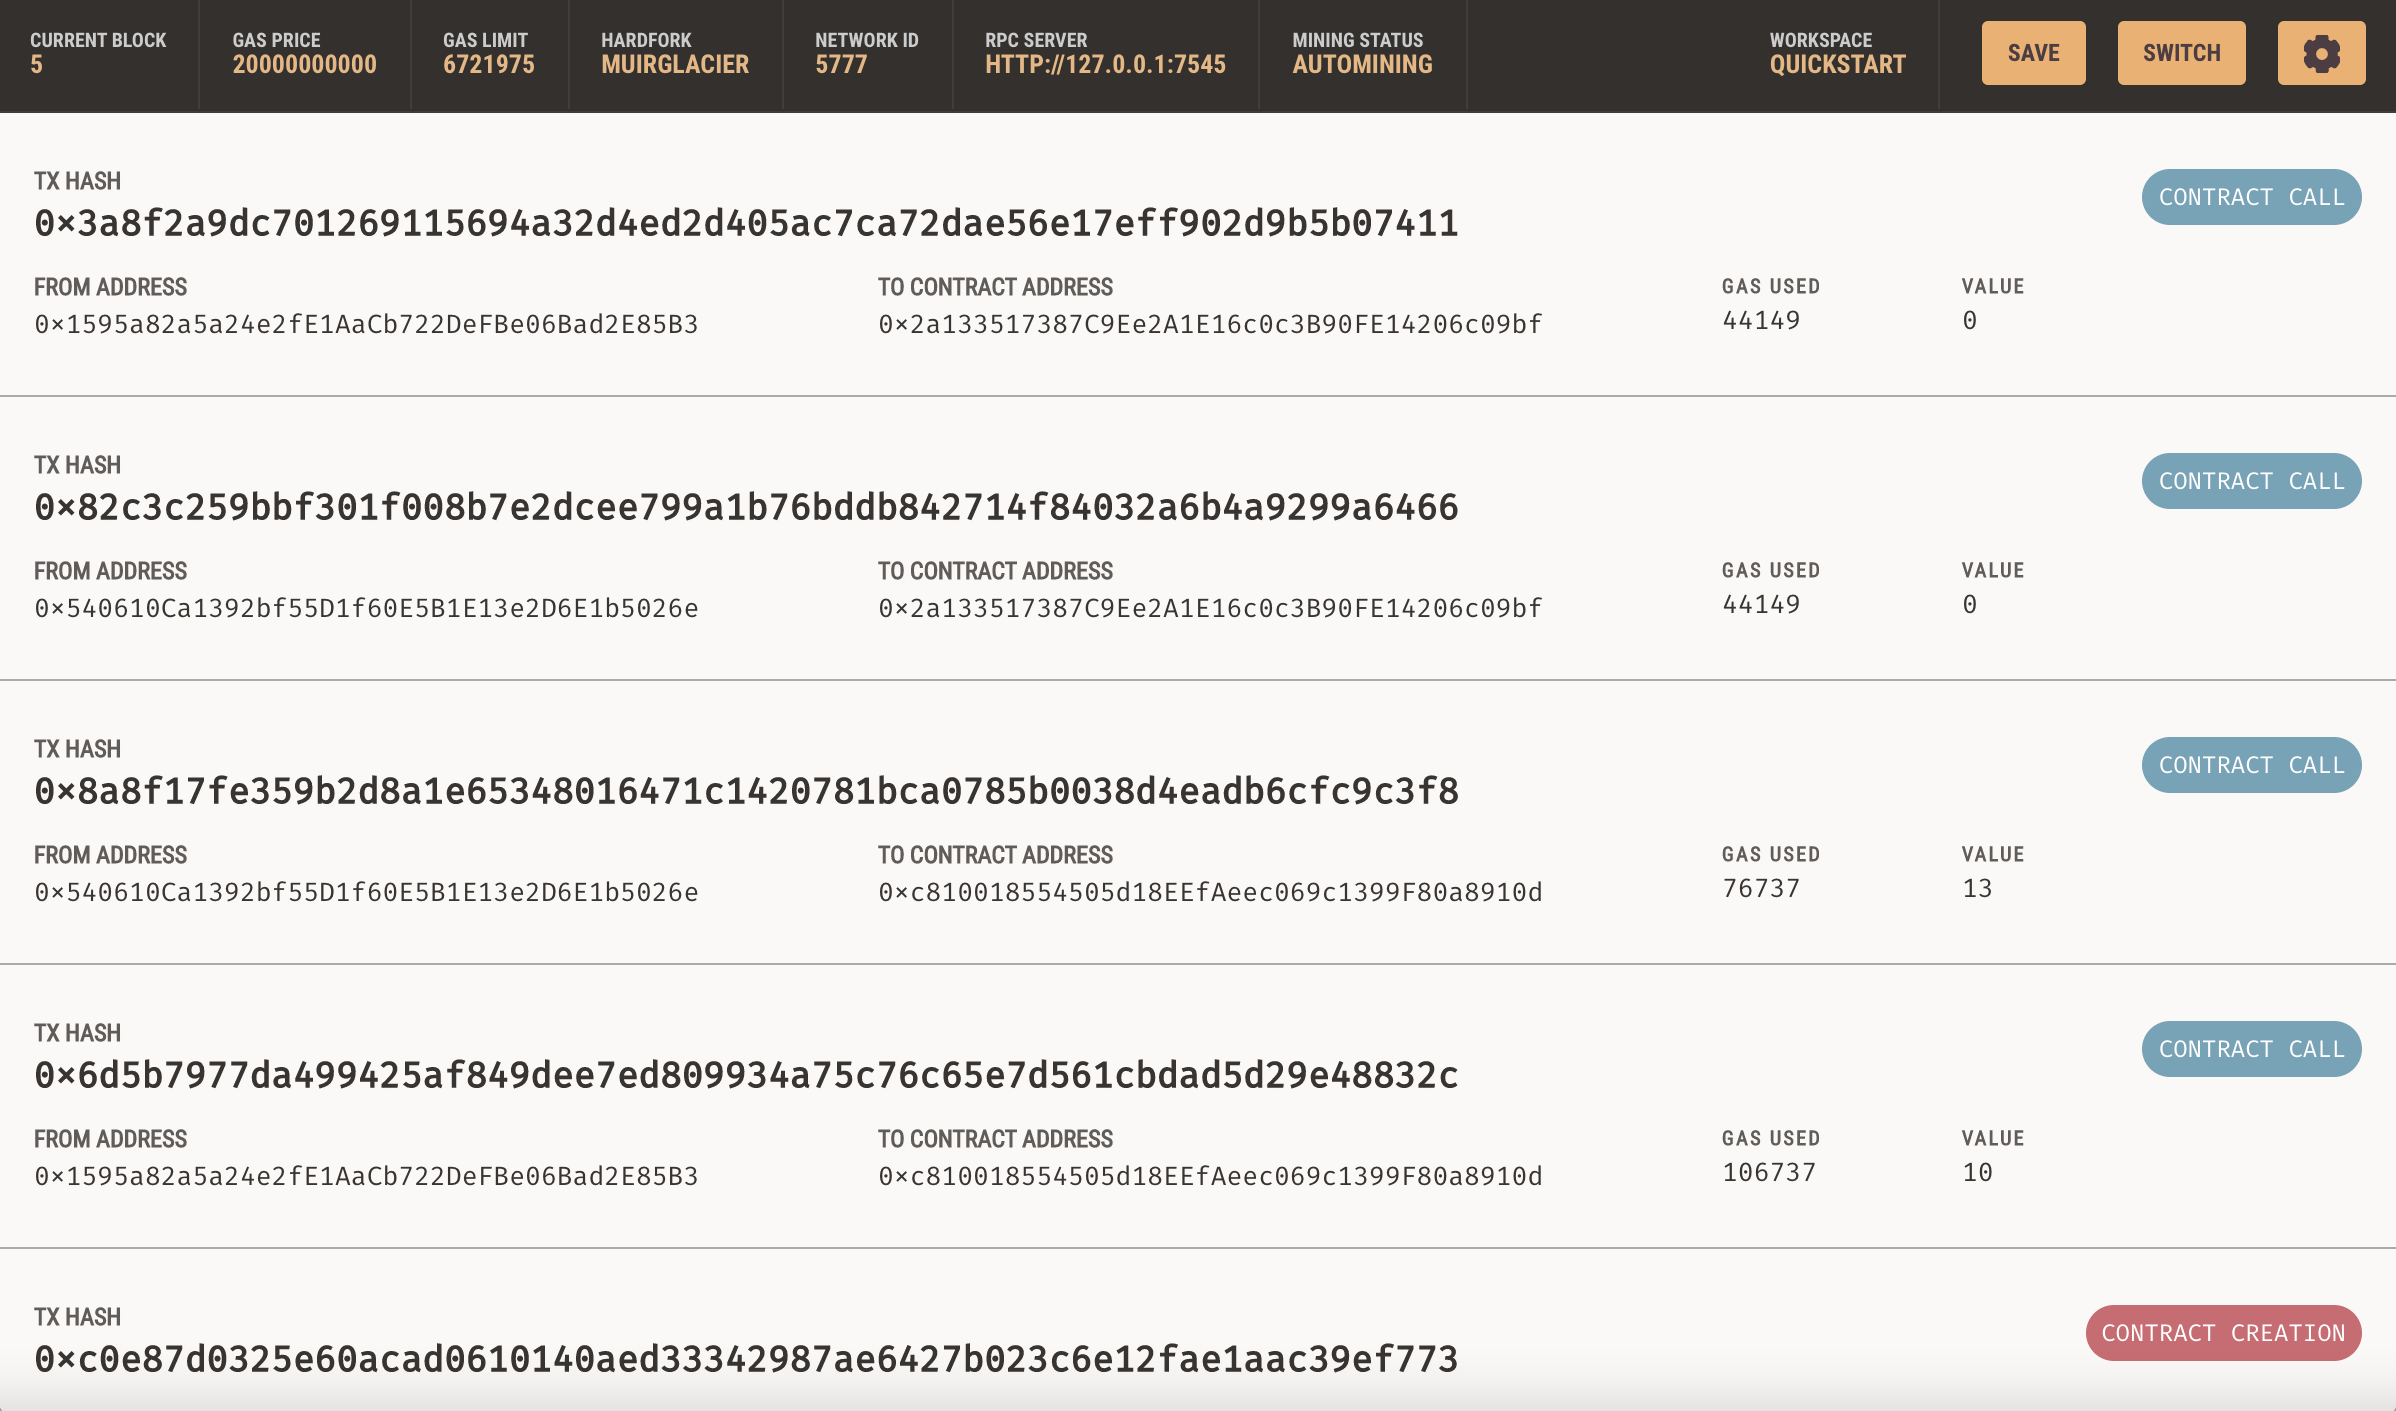 CURRENT BLOCK
5
GAS PRICE
20000000000
GAS LIMIT
6721975
HARDFORK
MUIRGLACIER
NETWORK ID
5777
RPC SERVER
HTTP://127.0.0.1:7545
MINING STATUS
AUTOMINING
WORKSPACE
QUICKSTART
SAVE
SWITCH
TX HASH
0×3a8f2a9dc701269115694a32d4ed2d405ac7ca72dae56e17eff902d9b5b07411
CONTRACT CALL
FROM ADDRESS
0×1595a82a5a24e2fE1AaCb722DeFBe06Bad2E85B3
TO CONTRACT ADDRESS
0×2a133517387C9Ee2A1E16c0c3B90FE14206c09bf
GAS USED
44149
VALUE
0
TX HASH
0×82c3c259bbf301f008b7e2dcee799a1b76bddb842714f84032a6b4a9299a6466
CONTRACT CALL
FROM ADDRESS
0×540610Ca1392bf55D1f60E5B1E13e2D6E1b5026e
TO CONTRACT ADDRESS
0×2a133517387C9Ee2A1E16c0c3B90FE14206c09bf
GAS USED
44149
VALUE
0
TX HASH
0×8a8f17fe359b2d8a1e65348016471c1420781bca0785b0038d4eadb6cfc9c3f8
CONTRACT CALL
FROM ADDRESS
0×540610Ca1392bf55D1f60E5B1E13e2D6E1b5026e
TO CONTRACT ADDRESS
0×c810018554505d18EEfAeec069c1399F80a8910d
GAS USED
76737
VALUE
13
TX HASH
0×6d5b7977da499425af849dee7ed809934a75c76c65e7d561cbdad5d29e48832c
CONTRACT CALL
FROM ADDRESS
0×1595a82a5a24e2fE1AaCb722DeFBe06Bad2E85B3
TO CONTRACT ADDRESS
0×c810018554505d18EEfAeec069c1399F80a8910d
GAS USED
106737
VALUE
10
TX HASH
0×c0e87d0325e60acad0610140aed33342987ae6427b023c6e12fae1aac39ef773
CONTRACT CREATION